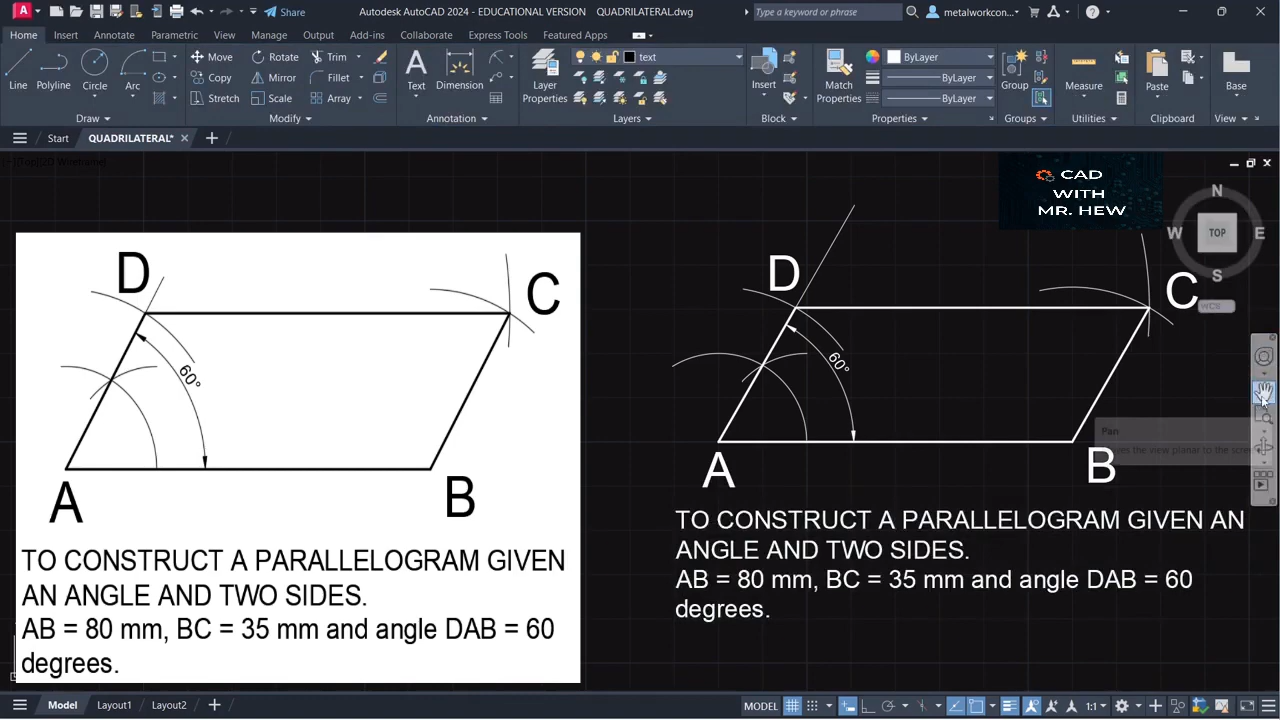 Share
Autodesk AutoCAD 2024 - EDUCATIONAL VERSION QUADRILATERAL.dwg
Type a keyword or phrase
metalworkcon...
Home Insert Annotate Parametric View Manage Output Add-ins Collaborate Express Tools Featured Apps
Line Polyline Circle Arc
Move Rotate Trim
Copy Mirror Fillet
Stretch Scale Array
Text Dimension
Layer Properties
text
Insert
Match Properties
ByLayer
ByLayer
ByLayer
Group
Measure
Paste
Base
Draw Modify Annotation Layers Block Properties Groups Utilities Clipboard View
Start QUADRILATERAL*
[Top][2D Wireframe]
CAD
WITH
MR. HEW
N
W TOP E
S
WCS
D
C
60°
A
B
TO CONSTRUCT A PARALLELOGRAM GIVEN
AN ANGLE AND TWO SIDES.
AB = 80 mm, BC = 35 mm and angle DAB = 60
degrees.
D
C
60°
A
B
Pan
TO CONSTRUCT A PARALLELOGRAM GIVEN AN
ANGLE AND TWO SIDES.
AB = 80 mm, BC = 35 mm and angle DAB = 60
degrees.
Model Layout1 Layout2
MODEL
1:1